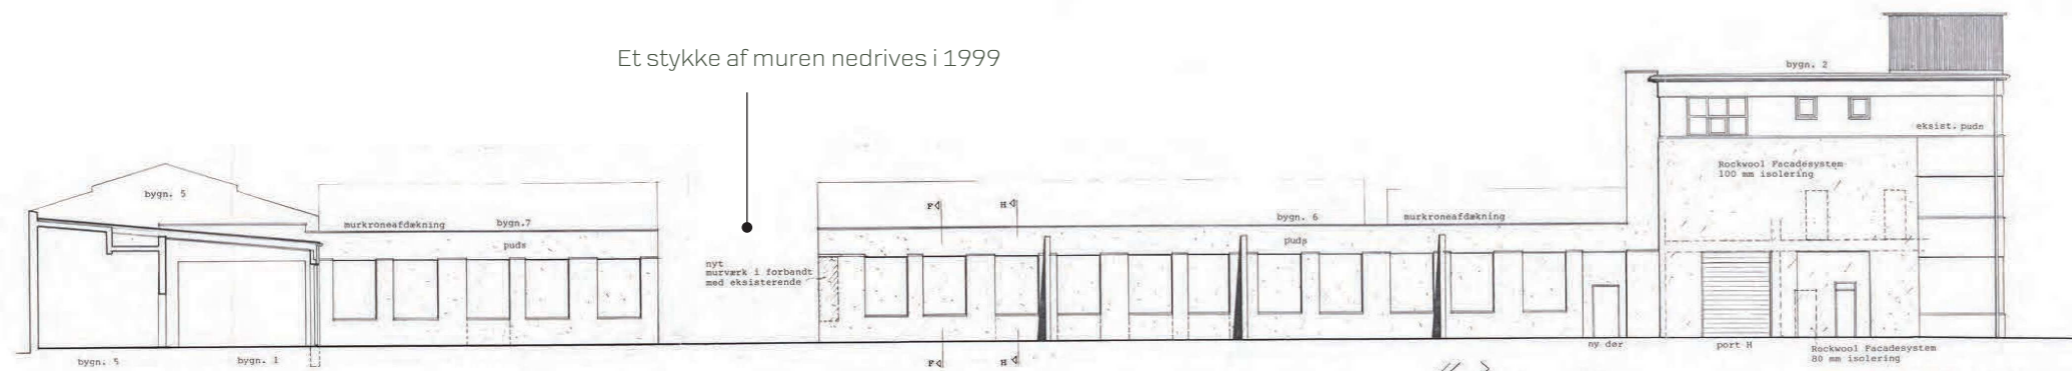 Et stykke af muren nedrives i 1999
bygn. 2
eksist. puds
Rockwool Facadesystem
100 mm isolering
bygn. 5
murkroneafdækning
bygn.7
puds
F
H
bygn. 6
murkroneafdækning
puds
nyt
murværk i forbandt
med eksisterende
bygn. 5
bygn. 1
F
H
ny dør
port H
Rockwool Facadesystem
80 mm isolering